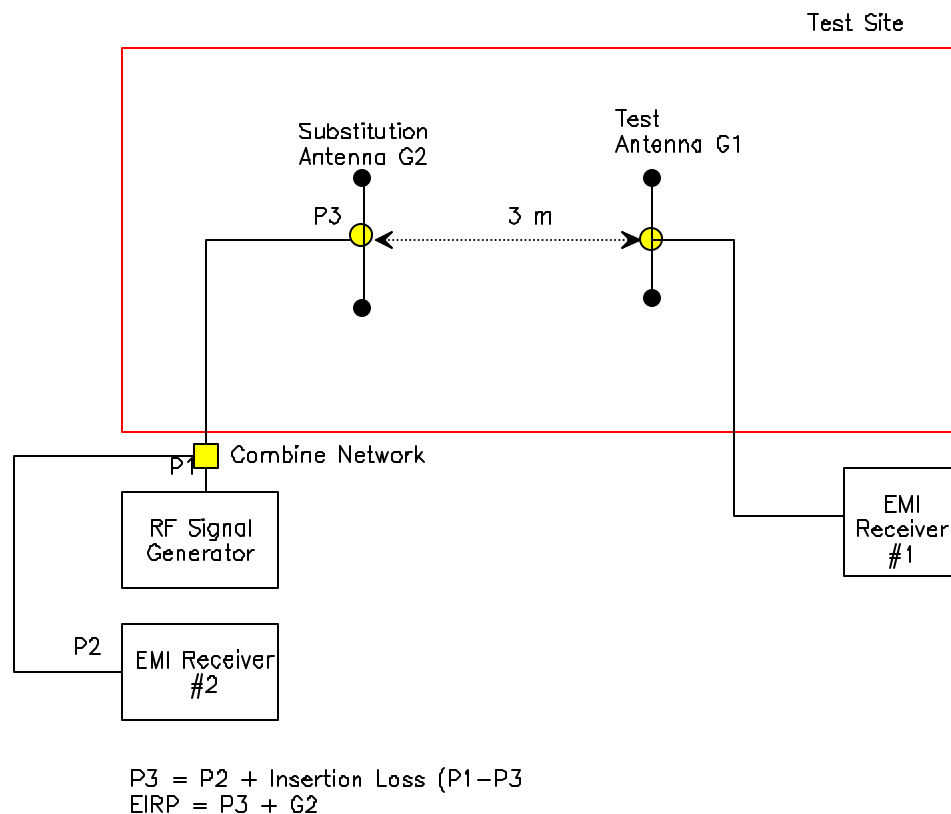 Test Site
Substitution
Antenna G2
Test
Antenna G1
P3
3 m
Combine Network
P1
RF Signal
Generator
EMI
Receiver
#1
P2
EMI Receiver
#2
P3 = P2 + Insertion Loss (P1-P3
EIRP = P3 + G2